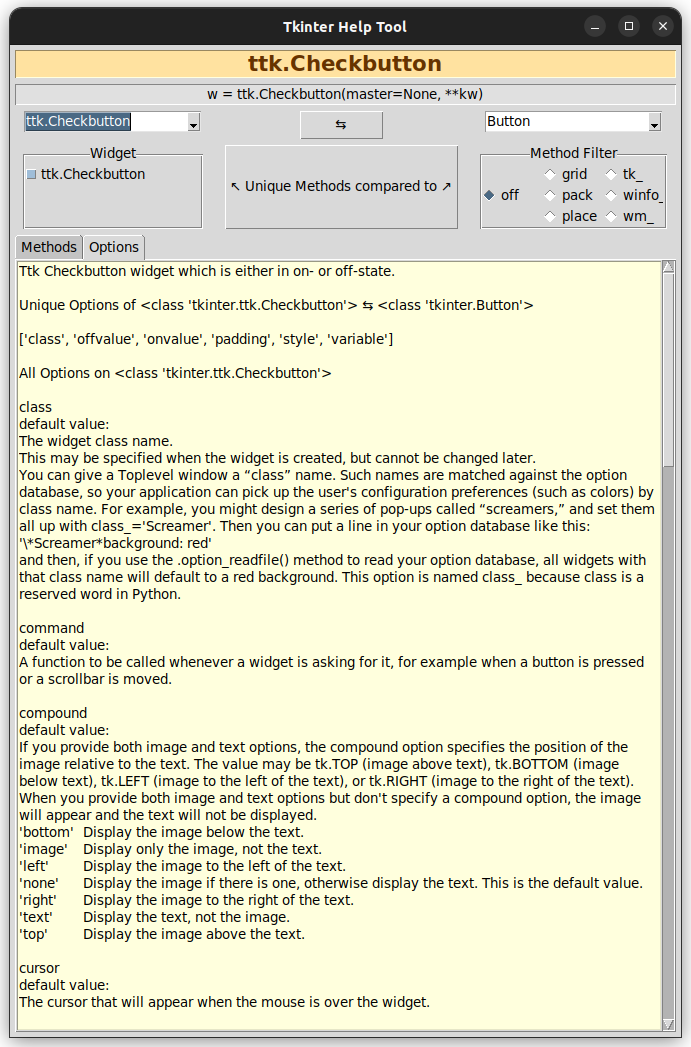 Tkinter Help Tool
ttk.Checkbutton
w = ttk.Checkbutton(master=None, **kw)
ttk.Checkbutton
⇆
Button
Widget
ttk.Checkbutton
↖ Unique Methods compared to ↗
Method Filter
off
grid
tk_
pack
winfo_
place
wm_
Methods
Options
Ttk Checkbutton widget which is either in on- or off-state.
Unique Options of <class 'tkinter.ttk.Checkbutton'> ⇆ <class 'tkinter.Button'>
['class', 'offvalue', 'onvalue', 'padding', 'style', 'variable']
All Options on <class 'tkinter.ttk.Checkbutton'>
class
default value:
The widget class name.
This may be specified when the widget is created, but cannot be changed later.
You can give a Toplevel window a “class” name. Such names are matched against the option
database, so your application can pick up the user's configuration preferences (such as colors) by
class name. For example, you might design a series of pop-ups called “screamers,” and set them
all up with class_='Screamer'. Then you can put a line in your option database like this:
'\*Screamer*background: red'
and then, if you use the .option_readfile() method to read your option database, all widgets with
that class name will default to a red background. This option is named class_ because class is a
reserved word in Python.
command
default value:
A function to be called whenever a widget is asking for it, for example when a button is pressed
or a scrollbar is moved.
compound
default value:
If you provide both image and text options, the compound option specifies the position of the
image relative to the text. The value may be tk.TOP (image above text), tk.BOTTOM (image
below text), tk.LEFT (image to the left of the text), or tk.RIGHT (image to the right of the text).
When you provide both image and text options but don't specify a compound option, the image
will appear and the text will not be displayed.
'bottom' Display the image below the text.
'image' Display only the image, not the text.
'left' Display the image to the left of the text.
'none' Display the image if there is one, otherwise display the text. This is the default value.
'right' Display the image to the right of the text.
'text' Display the text, not the image.
'top' Display the image above the text.
cursor
default value:
The cursor that will appear when the mouse is over the widget.